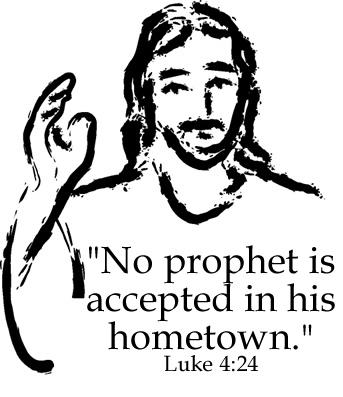 "No prophet is
accepted in his
hometown."
Luke 4:24